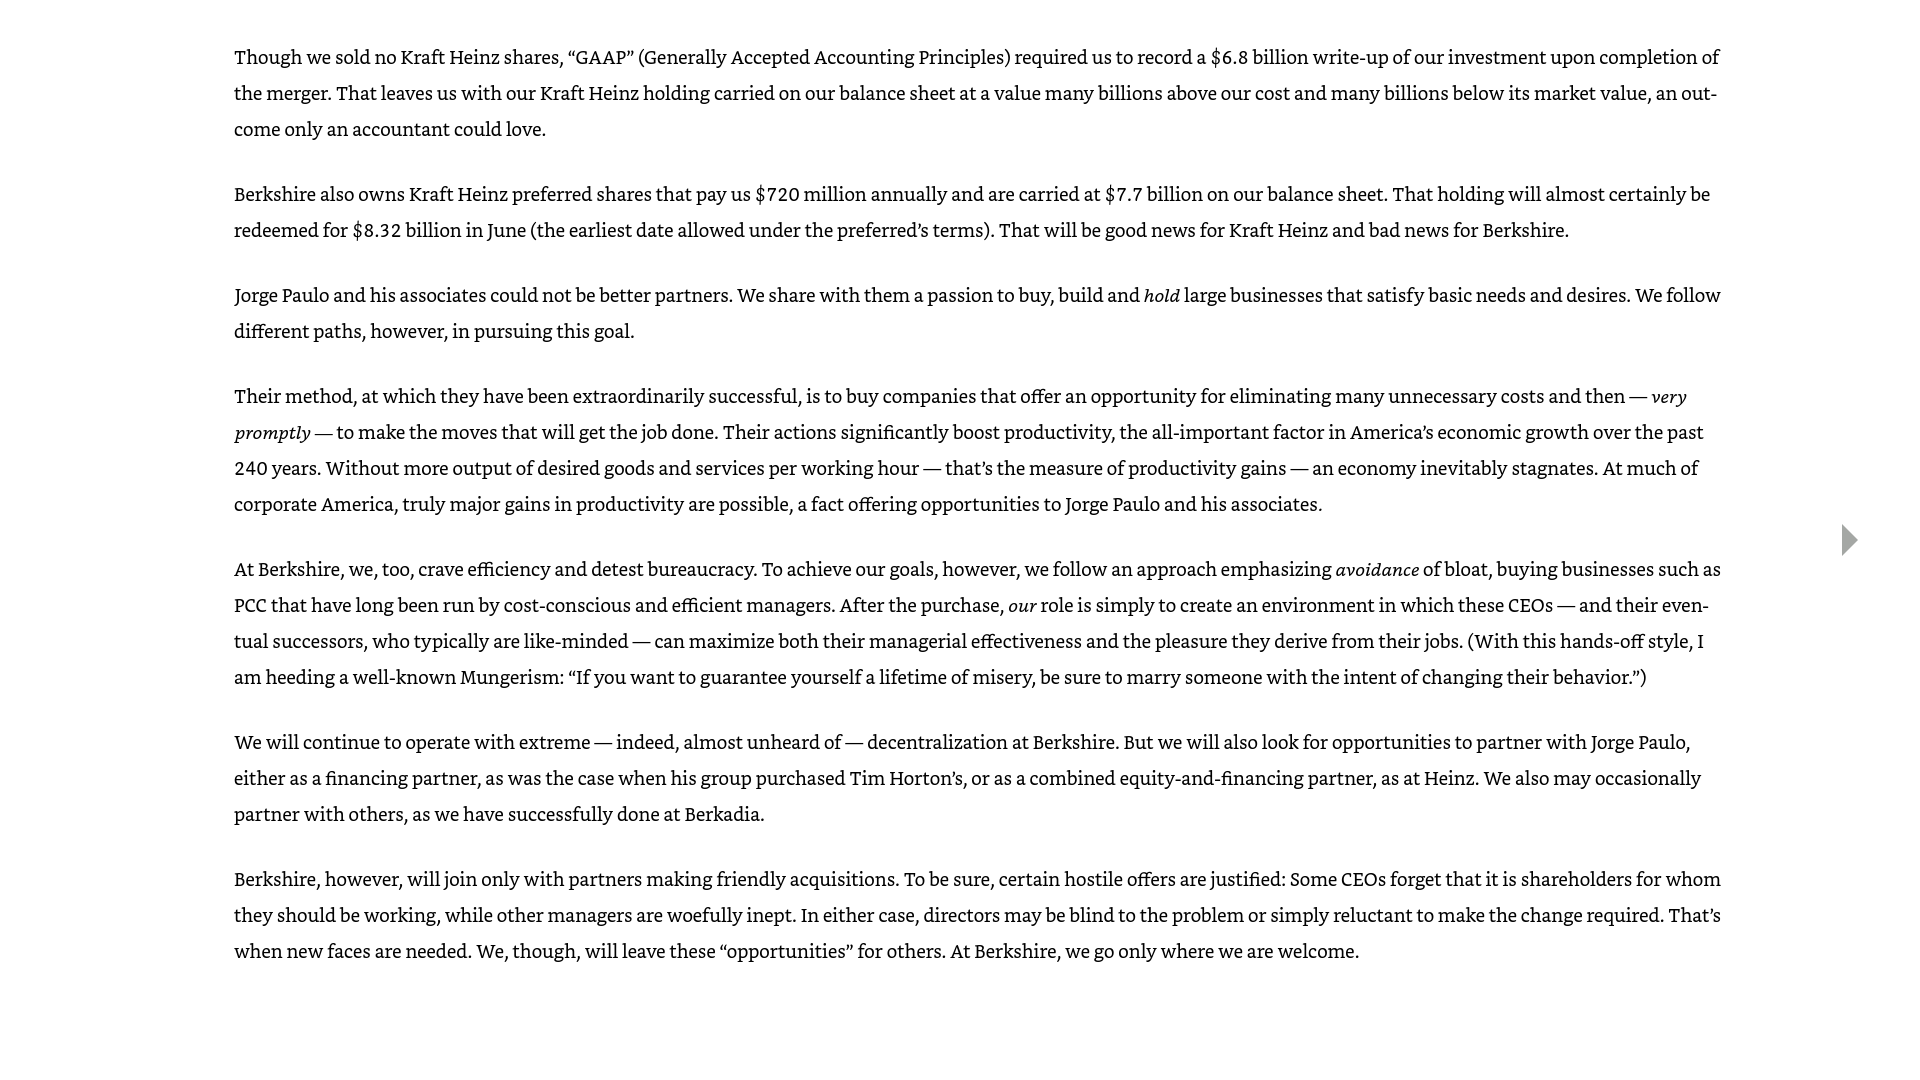 Though we sold no Kraft Heinz shares, “GAAP” (Generally Accepted Accounting Principles) required us to record a $6.8 billion write-up of our investment upon completion of
the merger. That leaves us with our Kraft Heinz holding carried on our balance sheet at a value many billions above our cost and many billions below its market value, an out-
come only an accountant could love.
Berkshire also owns Kraft Heinz preferred shares that pay us $720 million annually and are carried at $7.7 billion on our balance sheet. That holding will almost certainly be
redeemed for $8.32 billion in June (the earliest date allowed under the preferred’s terms). That will be good news for Kraft Heinz and bad news for Berkshire.
Jorge Paulo and his associates could not be better partners. We share with them a passion to buy, build and hold large businesses that satisfy basic needs and desires. We follow
different paths, however, in pursuing this goal.
Their method, at which they have been extraordinarily successful, is to buy companies that offer an opportunity for eliminating many unnecessary costs and then — very
promptly — to make the moves that will get the job done. Their actions significantly boost productivity, the all-important factor in America’s economic growth over the past
240 years. Without more output of desired goods and services per working hour — that’s the measure of productivity gains — an economy inevitably stagnates. At much of
corporate America, truly major gains in productivity are possible, a fact offering opportunities to Jorge Paulo and his associates.
At Berkshire, we, too, crave efficiency and detest bureaucracy. To achieve our goals, however, we follow an approach emphasizing avoidance of bloat, buying businesses such as
PCC that have long been run by cost-conscious and efficient managers. After the purchase, our role is simply to create an environment in which these CEOs — and their even-
tual successors, who typically are like-minded — can maximize both their managerial effectiveness and the pleasure they derive from their jobs. (With this hands-off style, I
am heeding a well-known Mungerism: “If you want to guarantee yourself a lifetime of misery, be sure to marry someone with the intent of changing their behavior.”)
We will continue to operate with extreme — indeed, almost unheard of — decentralization at Berkshire. But we will also look for opportunities to partner with Jorge Paulo,
either as a financing partner, as was the case when his group purchased Tim Horton’s, or as a combined equity-and-financing partner, as at Heinz. We also may occasionally
partner with others, as we have successfully done at Berkadia.
Berkshire, however, will join only with partners making friendly acquisitions. To be sure, certain hostile offers are justified: Some CEOs forget that it is shareholders for whom
they should be working, while other managers are woefully inept. In either case, directors may be blind to the problem or simply reluctant to make the change required. That’s
when new faces are needed. We, though, will leave these “opportunities” for others. At Berkshire, we go only where we are welcome.